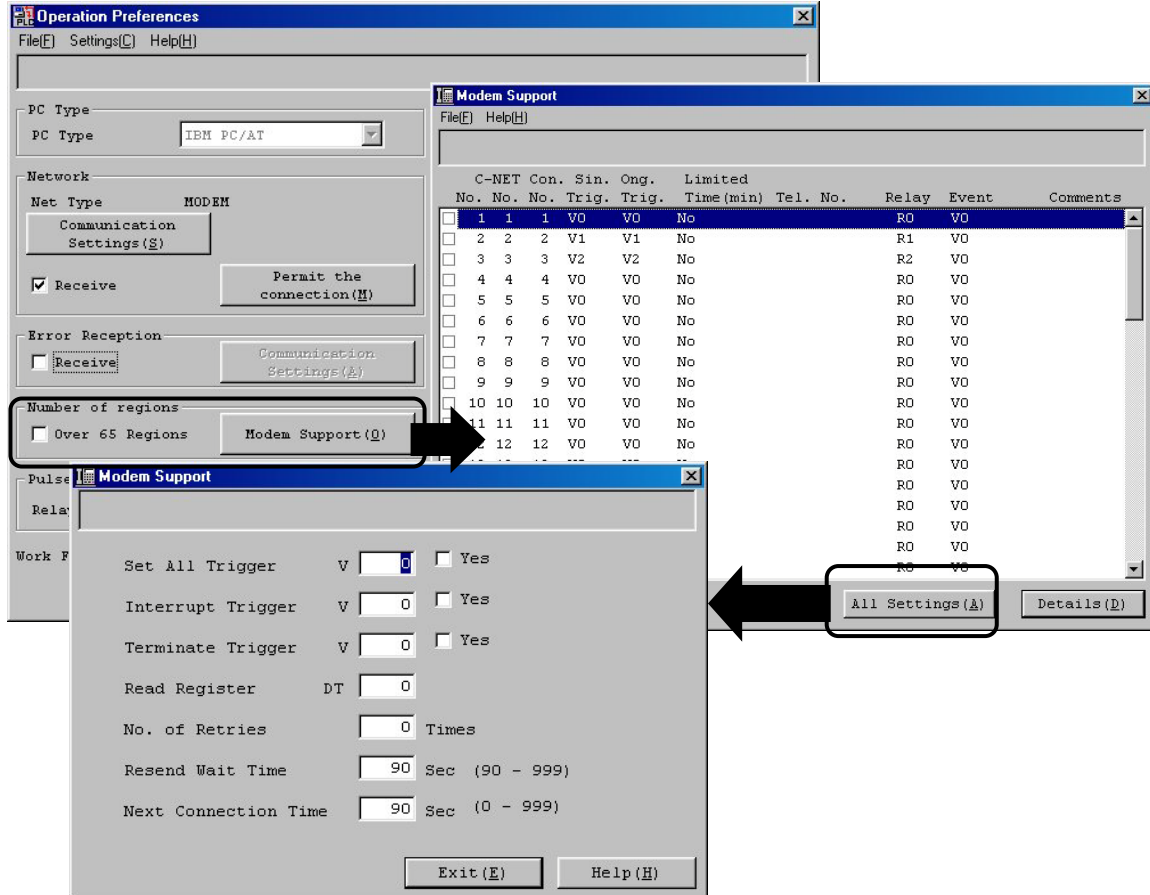 Operation Preferences
File(F) Settings(C) Help(H)
PC Type
PC Type IBM PC/AT
Network
Net Type MODEM
Communication
Settings(S)
Receive
Permit the
connection(M)
Error Reception
Receive
Communication
Settings(A)
Number of regions
Over 65 Regions Modem Support(O)
Pulse
Relay
Work F
Modem Support
File(F) Help(H)
C-NET Con. Sin. Ong. Limited
No. No. No. Trig. Trig. Time(min) Tel. No. Relay Event Comments
1 1 1 V0 V0 No R0 V0
2 2 2 V1 V1 No R1 V0
3 3 3 V2 V2 No R2 V0
4 4 4 V0 V0 No R0 V0
5 5 5 V0 V0 No R0 V0
6 6 6 V0 V0 No R0 V0
7 7 7 V0 V0 No R0 V0
8 8 8 V0 V0 No R0 V0
9 9 9 V0 V0 No R0 V0
10 10 10 V0 V0 No R0 V0
11 11 11 V0 V0 No R0 V0
12 12 V0 V0 No R0 V0
R0 V0
R0 V0
R0 V0
R0 V0
R0 V0
R0 V0
All Settings(A) Details(D)
Modem Support
Set All Trigger V 0 Yes
Interrupt Trigger V 0 Yes
Terminate Trigger V 0 Yes
Read Register DT 0
No. of Retries 0 Times
Resend Wait Time 90 Sec (90 - 999)
Next Connection Time 90 Sec (0 - 999)
Exit(E) Help(H)